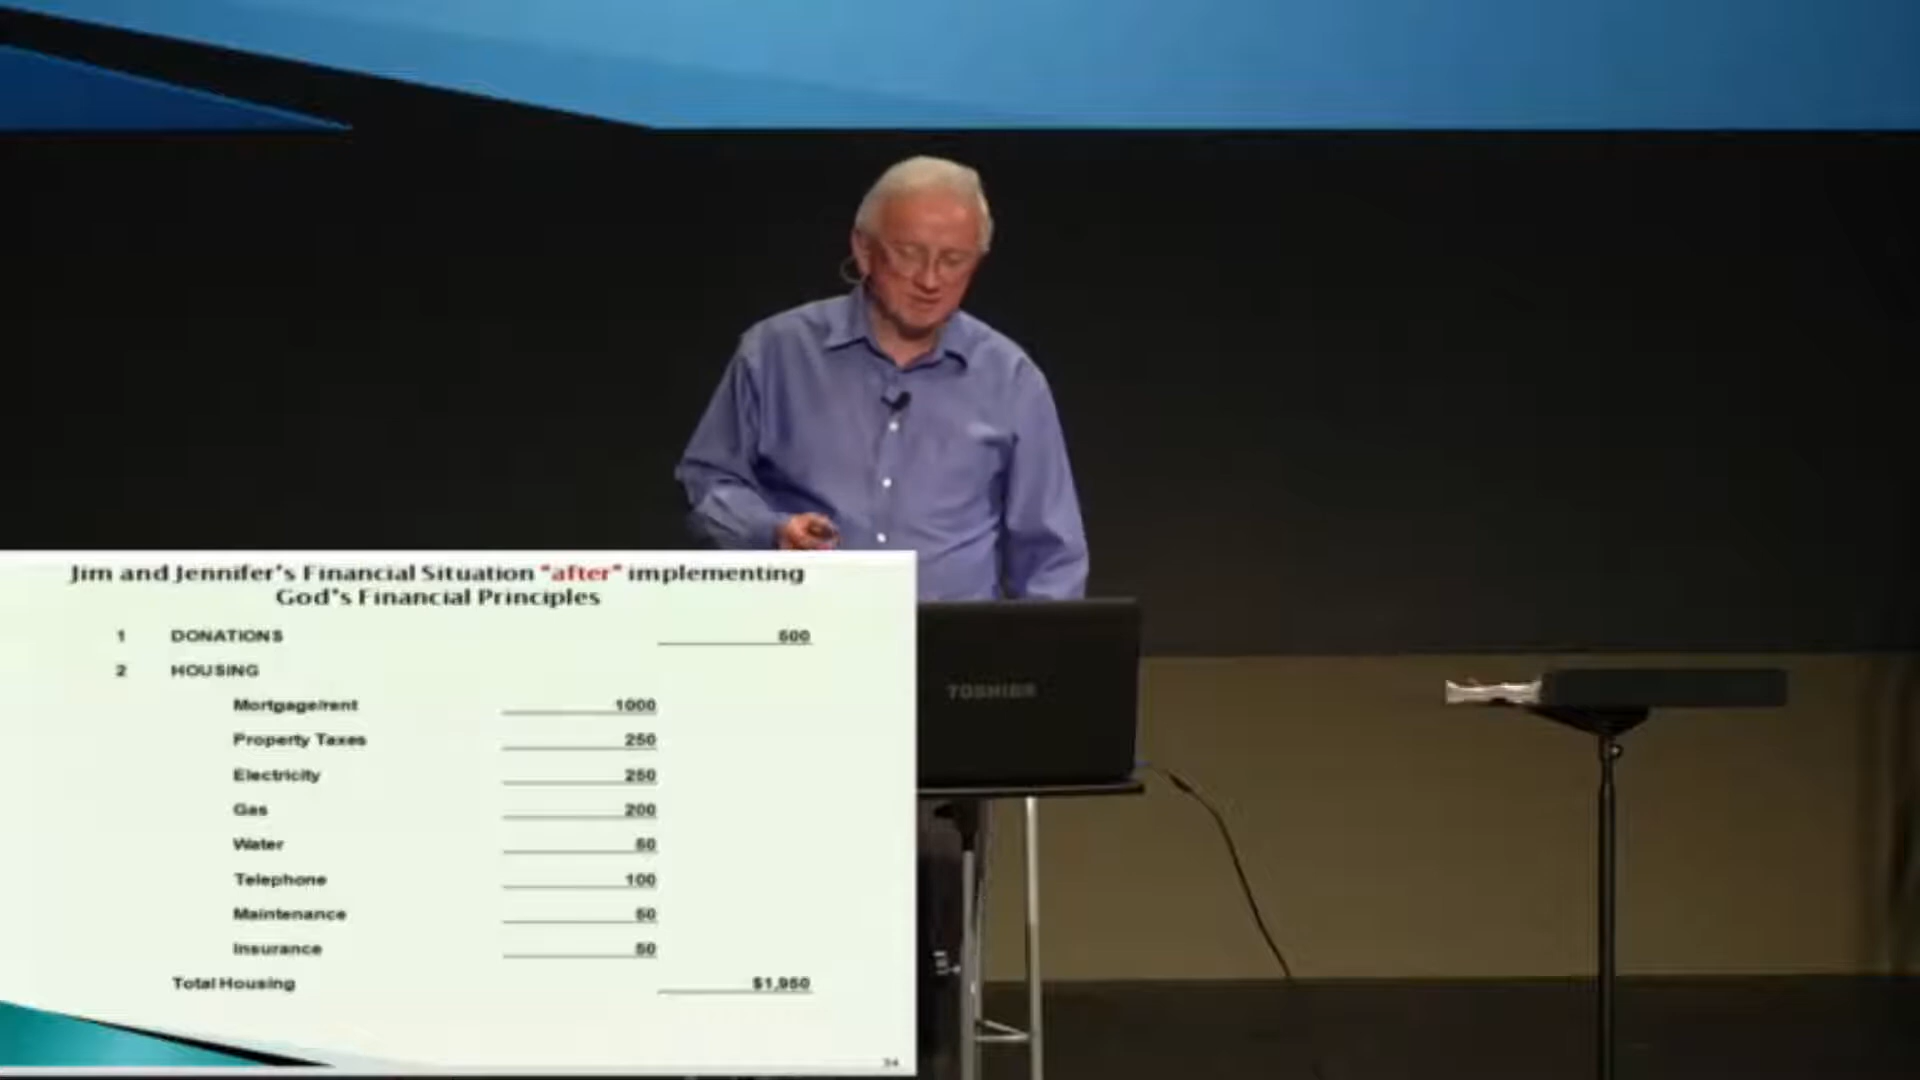 Jim and Jennifer's Financial Situation "after" implementing
God's Financial Principles
1 DONATIONS 500
2 HOUSING
Mortgage/rent 1000
Property Taxes 250
Electricity 250
Gas 200
Water 50
Telephone 100
Maintenance 50
Insurance 50
Total Housing $1,950
TOSHIBA